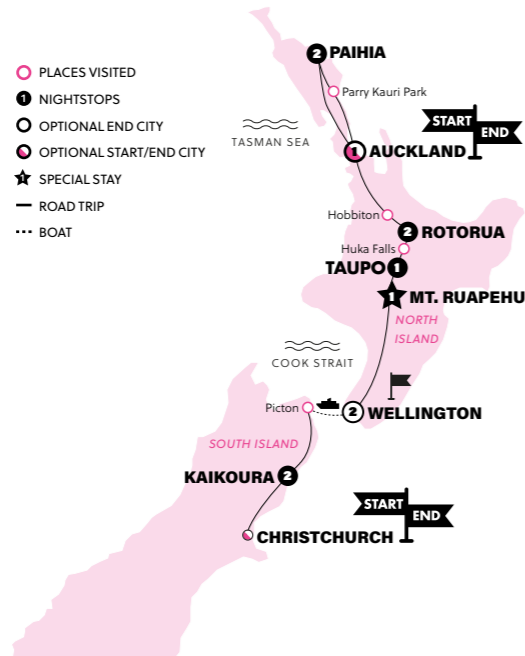 PLACES VISITED
1 NIGHTSTOPS
OPTIONAL END CITY
OPTIONAL START/END CITY
1 SPECIAL STAY
ROAD TRIP
BOAT
2 PAIHIA
Parry Kauri Park
TASMAN SEA
START
END
1 AUCKLAND
Hobbiton
2 ROTORUA
Huka Falls
TAUPO 1
1 MT. RUAPEHU
NORTH
ISLAND
COOK STRAIT
Picton
2 WELLINGTON
SOUTH ISLAND
KAIKOURA 2
START
END
CHRISTCHURCH